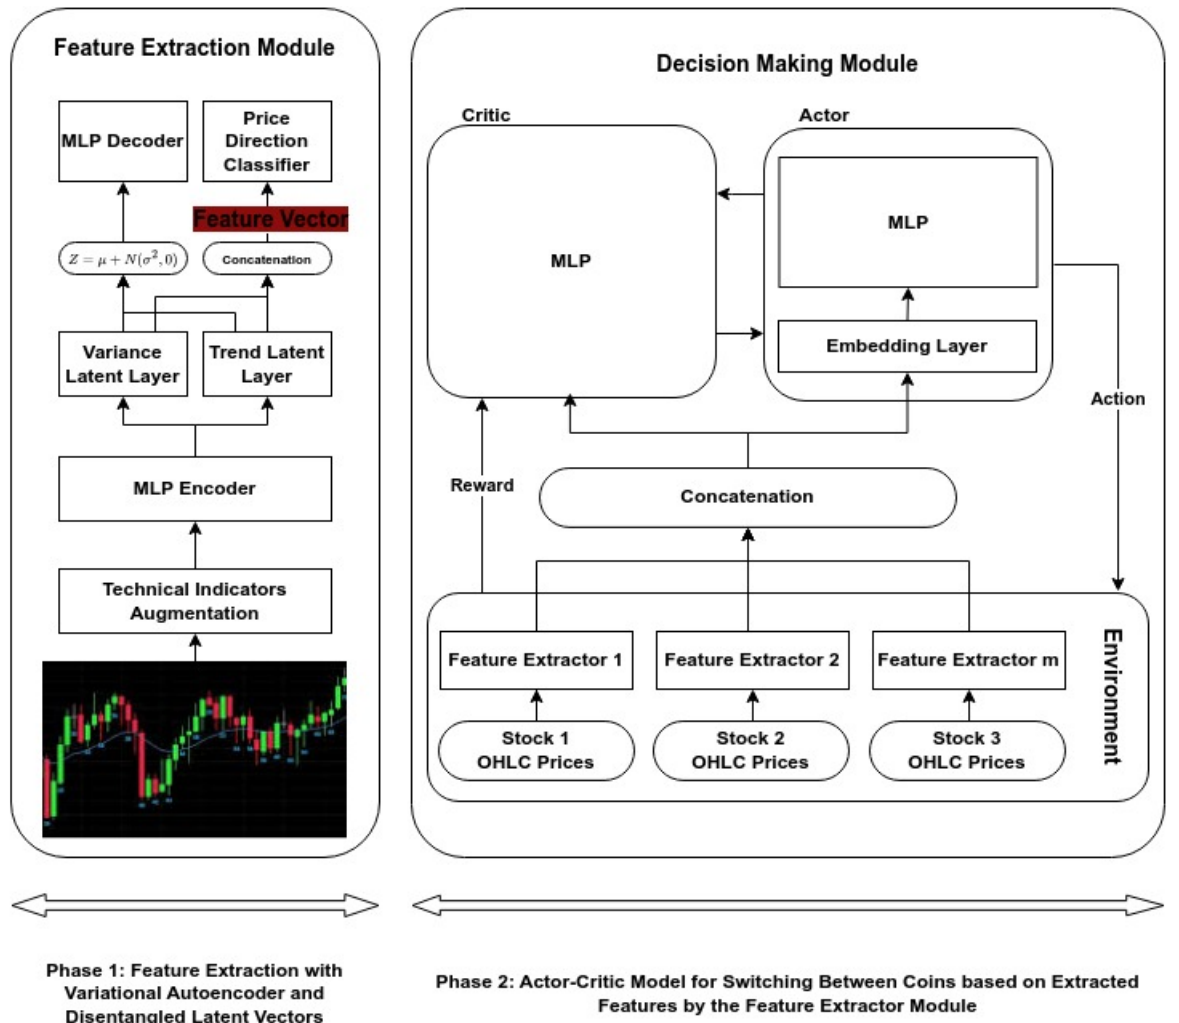 Feature Extraction Module
MLP Decoder
Price
Direction
Classifier
Feature Vector
Z = μ + N(σ², 0)
Concatenation
Variance
Latent Layer
Trend Latent
Layer
MLP Encoder
Technical Indicators
Augmentation
Phase 1: Feature Extraction with
Variational Autoencoder and
Disentangled Latent Vectors
Decision Making Module
Critic
MLP
Actor
MLP
Embedding Layer
Action
Reward
Concatenation
Environment
Feature Extractor 1
Feature Extractor 2
Feature Extractor m
Stock 1
OHLC Prices
Stock 2
OHLC Prices
Stock 3
OHLC Prices
Phase 2: Actor-Critic Model for Switching Between Coins based on Extracted
Features by the Feature Extractor Module